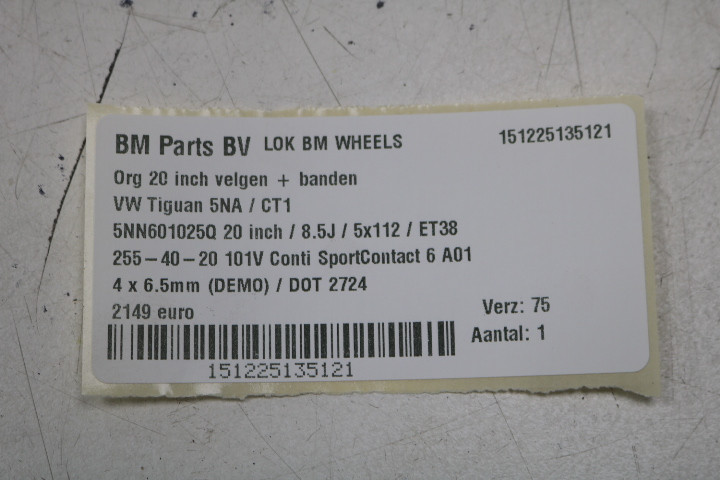 BM Parts BV LOK BM WHEELS 151225135121
Org 20 inch velgen + banden
VW Tiguan 5NA / CT1
5NN601025Q 20 inch / 8.5J / 5x112 / ET38
255-40-20 101V Conti SportContact 6 A01
4 x 6.5mm (DEMO) / DOT 2724
2149 euro Verz: 75
Aantal: 1
151225135121